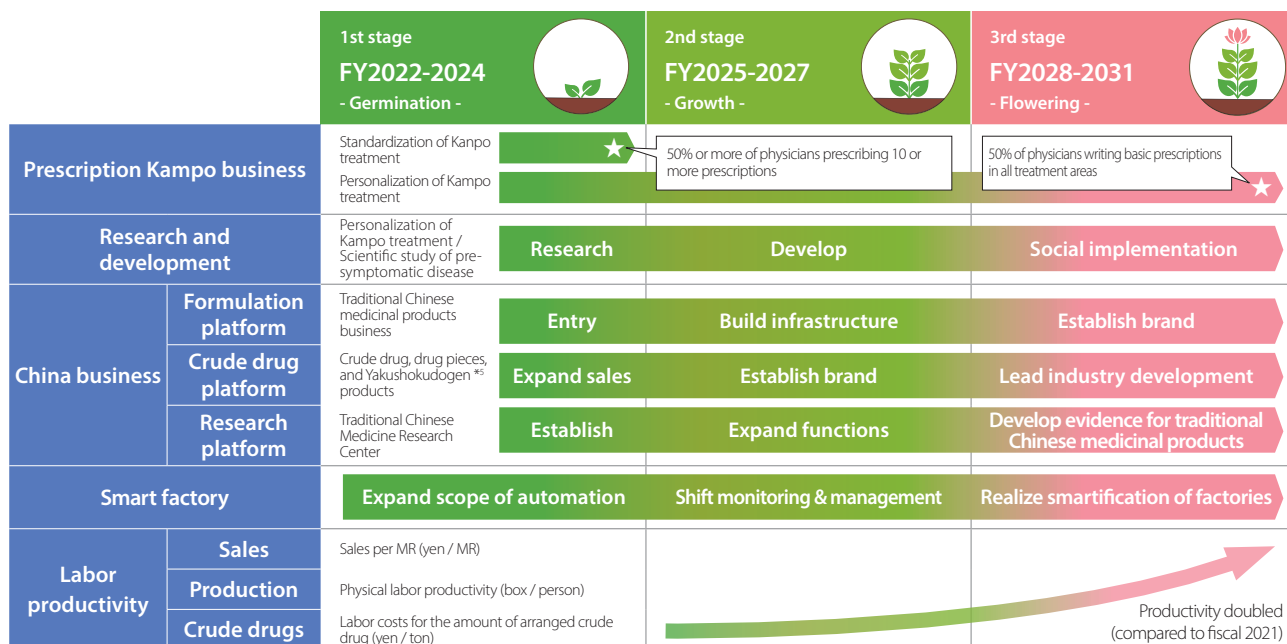 1st stage
FY2022-2024
- Germination -
2nd stage
FY2025-2027
- Growth -
3rd stage
FY2028-2031
- Flowering -
Prescription Kampo business
Standardization of Kanpo
treatment
50% or more of physicians prescribing 10 or
more prescriptions
50% of physicians writing basic prescriptions
in all treatment areas
Personalization of Kampo
treatment
Research and
development
Personalization of
Kampo treatment /
Scientific study of pre-
symptomatic disease
Research
Develop
Social implementation
China business
Formulation
platform
Traditional Chinese
medicinal products
business
Entry
Build infrastructure
Establish brand
Crude drug
platform
Crude drug, drug pieces,
and Yakushokudogen *5
products
Expand sales
Establish brand
Lead industry development
Research
platform
Traditional Chinese
Medicine Research
Center
Establish
Expand functions
Develop evidence for traditional
Chinese medicinal products
Smart factory
Expand scope of automation
Shift monitoring & management
Realize smartification of factories
Labor
productivity
Sales
Sales per MR (yen / MR)
Production
Physical labor productivity (box / person)
Crude drugs
Labor costs for the amount of arranged crude
drug (yen / ton)
Productivity doubled
(compared to fiscal 2021)